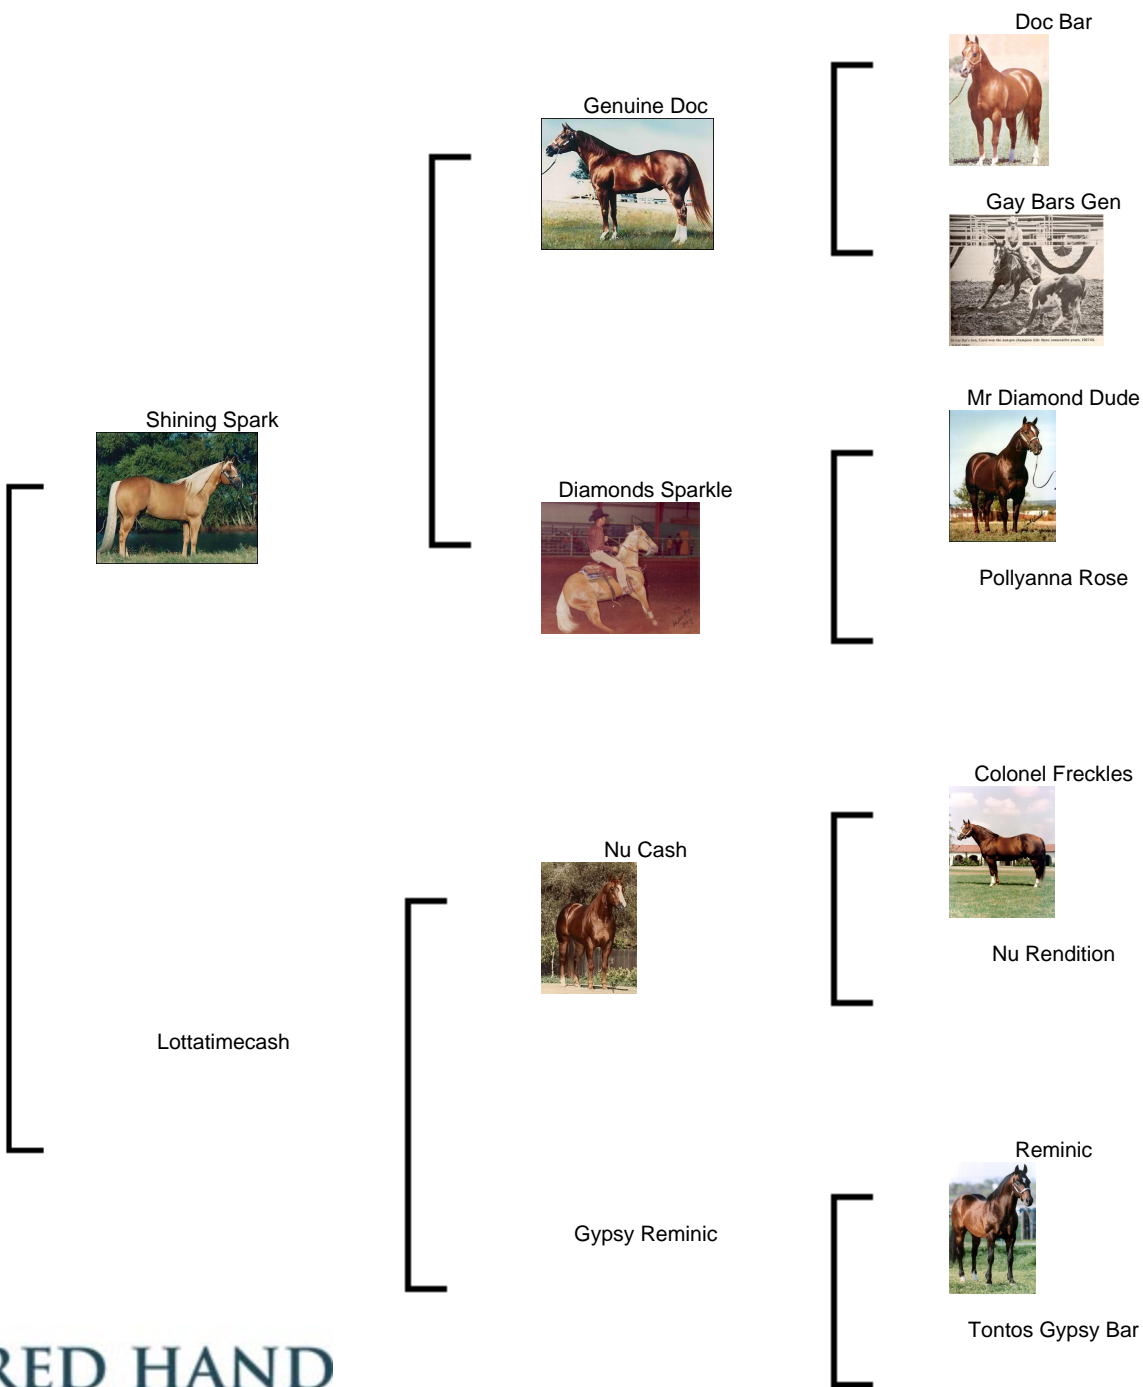 Doc Bar
Genuine Doc
Gay Bars Gen
Mr Diamond Dude
Shining Spark
Diamonds Sparkle
Pollyanna Rose
Colonel Freckles
Nu Cash
Nu Rendition
Lottatimecash
Reminic
Gypsy Reminic
Tontos Gypsy Bar
RED HAND